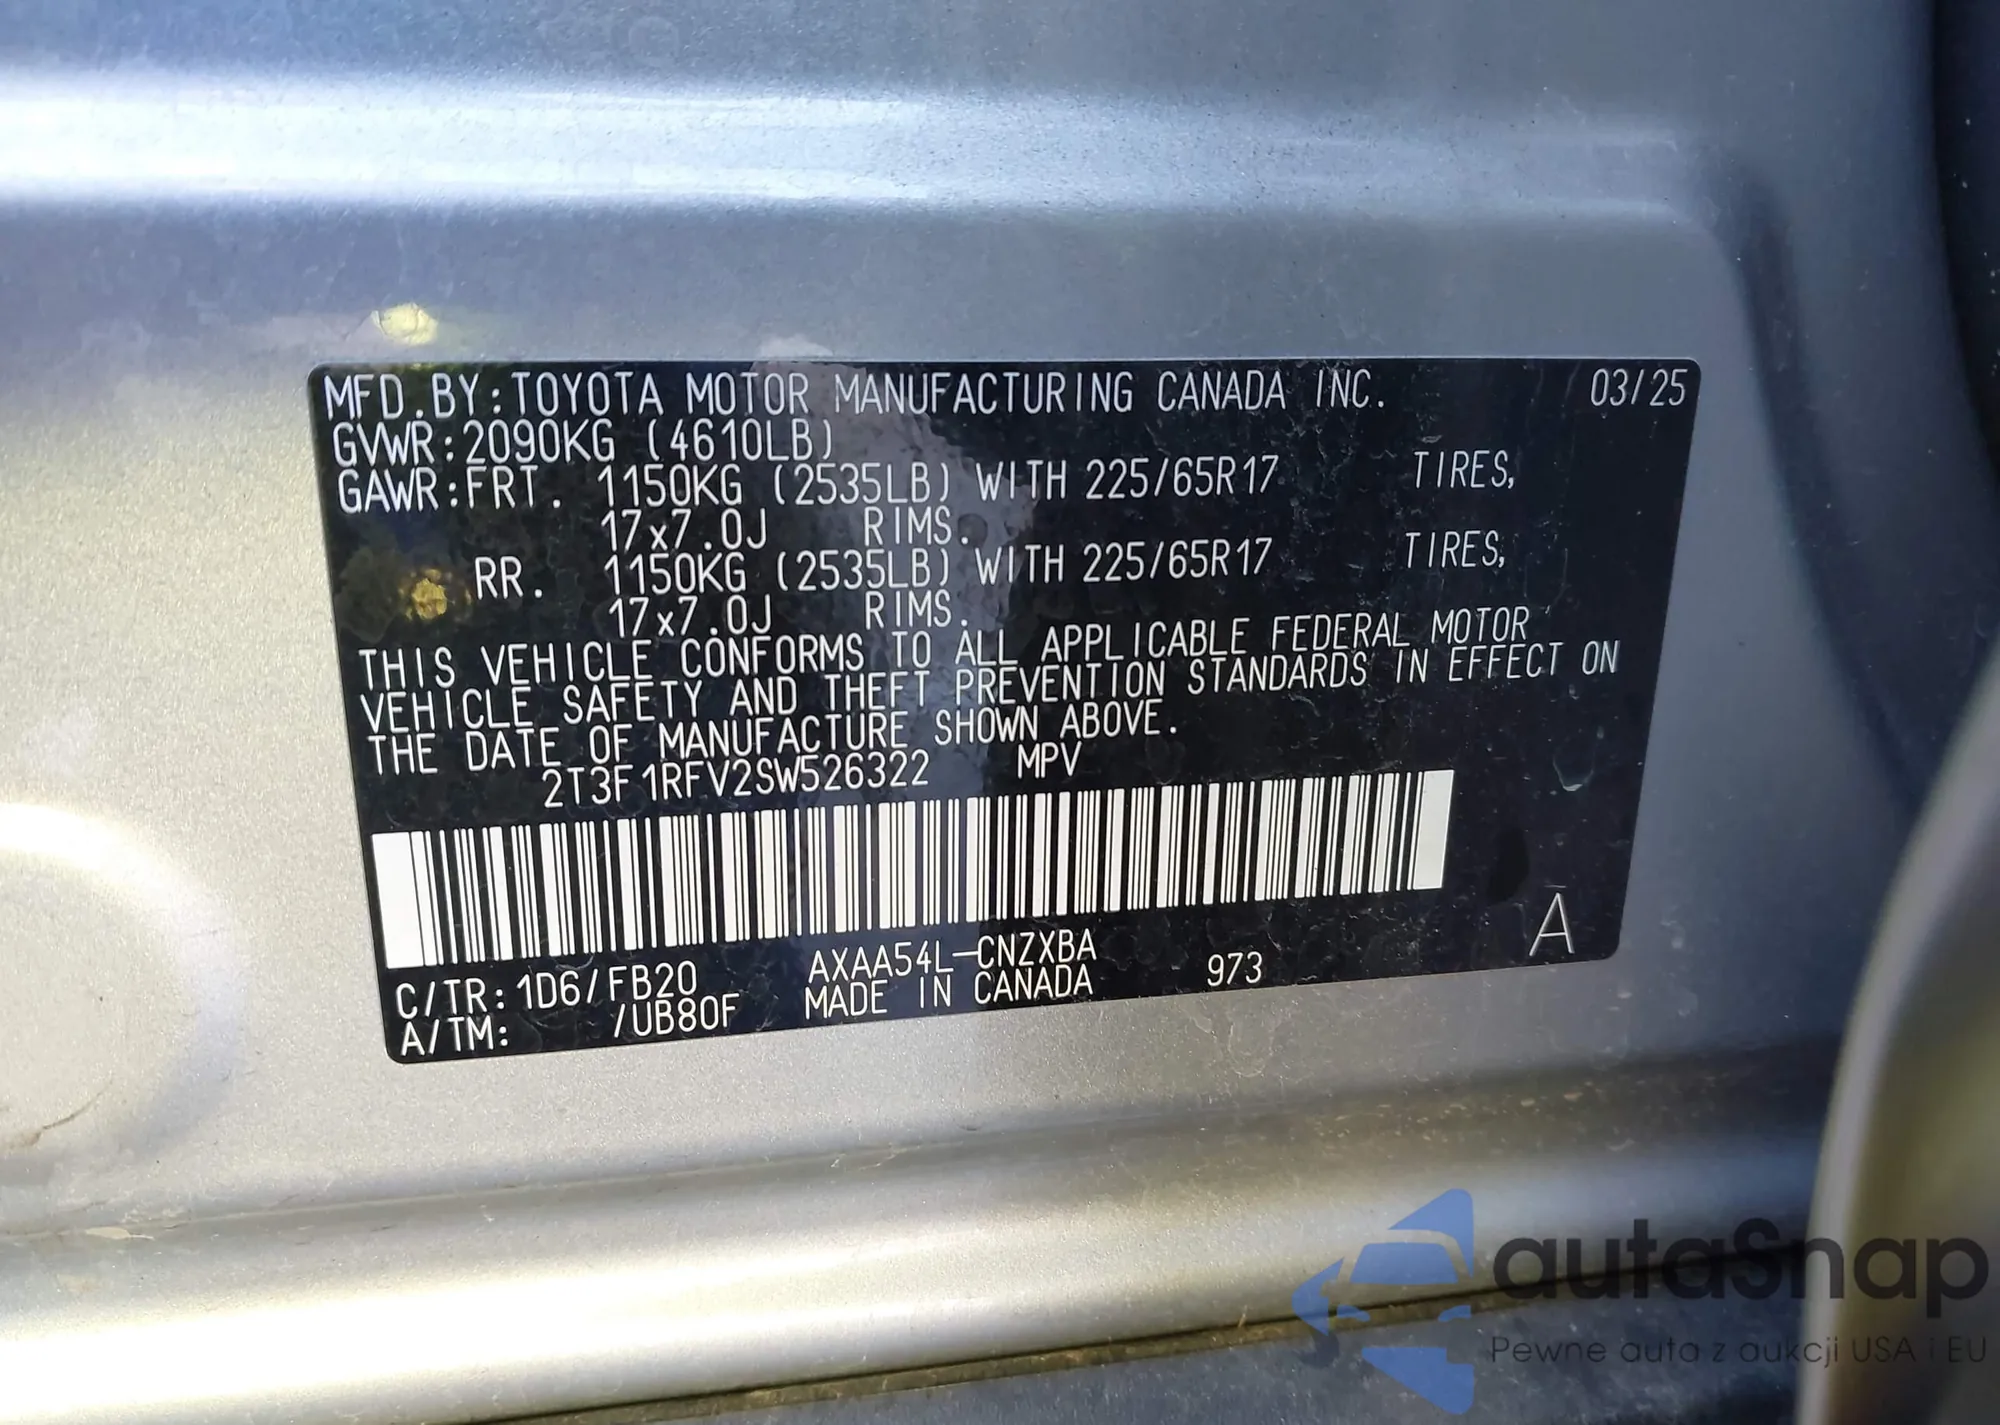 MFD.BY:TOYOTA MOTOR MANUFACTURING CANADA INC. 03/25
GVWR:2090KG (4610LB)
GAWR:FRT. 1150KG (2535LB) WITH 225/65R17 TIRES,
17x7.0J RIMS.
RR. 1150KG (2535LB) WITH 225/65R17 TIRES,
17x7.0J RIMS.
THIS VEHICLE CONFORMS TO ALL APPLICABLE FEDERAL MOTOR
VEHICLE SAFETY AND THEFT PREVENTION STANDARDS IN EFFECT ON
THE DATE OF MANUFACTURE SHOWN ABOVE.
2T3F1RFV2SW526322 MPV
C/TR:1D6/FB20 AXAA54L-CNZXBA 973 A
A/TM: /UB80F MADE IN CANADA
autaSnap
Pewne auta z aukcji USA i EU